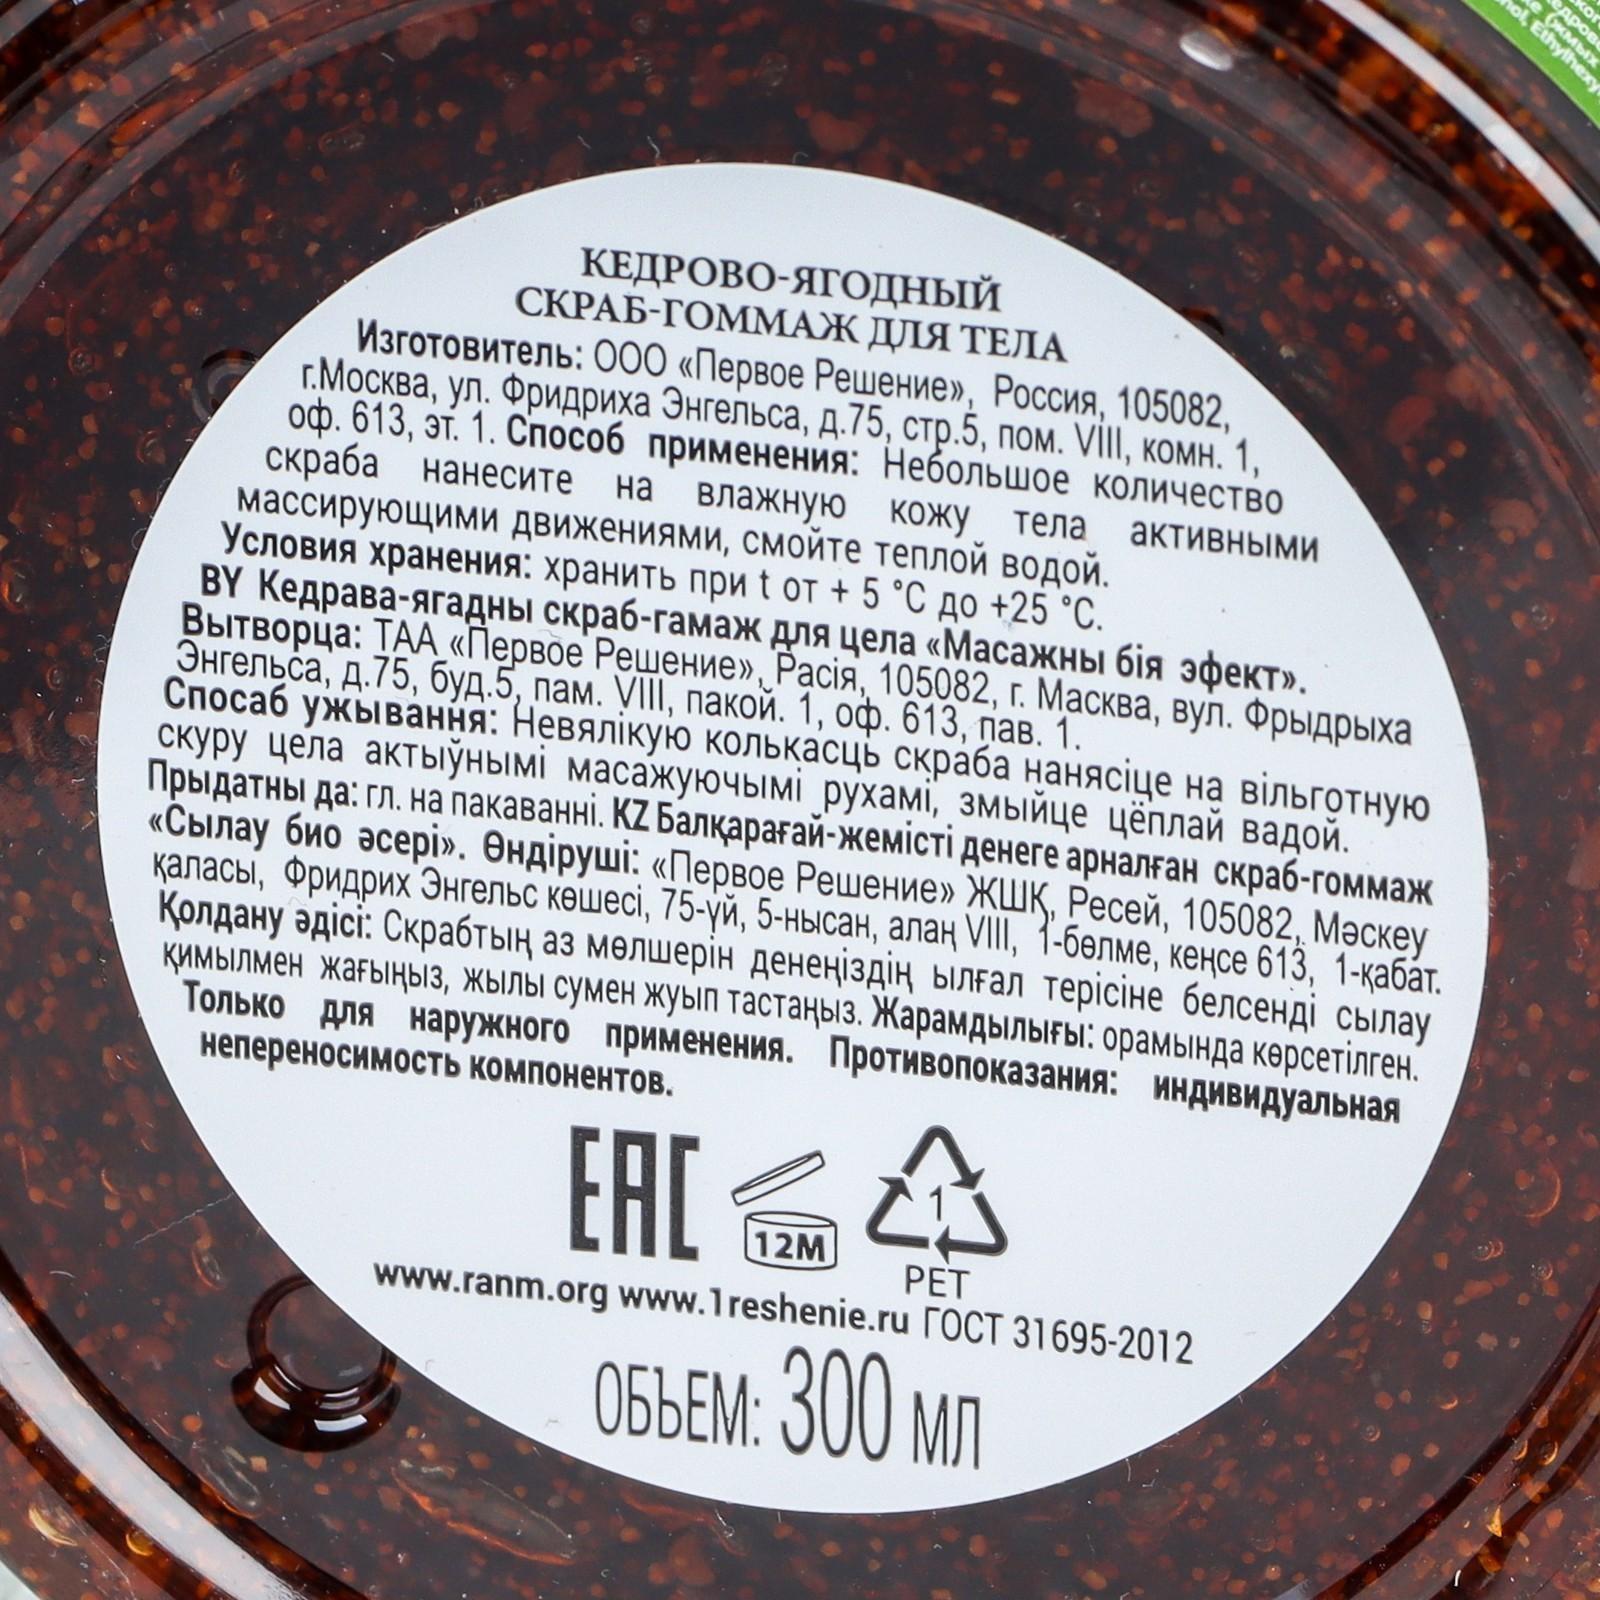 КЕДРОВО-ЯГОДНЫЙ
СКРАБ-ГОММАЖ ДЛЯ ТЕЛА
Изготовитель: ООО «Первое Решение», Россия, 105082,
г.Москва, ул. Фридриха Энгельса, д.75, стр.5, пом. VIII, комн. 1,
оф. 613, эт. 1. Способ применения: Небольшое количество
скраба нанесите на влажную кожу тела активными
массирующими движениями, смойте теплой водой.
Условия хранения: хранить при t от + 5 °C до +25 °C.
BY Кедрава-ягадны скраб-гамаж для цела «Масажны бія эфект».
Вытворца: ТАА «Первое Решение», Расія, 105082, г. Масква, вул. Фрыдрыха
Энгельса, д.75, буд.5, пам. VIII, пакой. 1, оф. 613, пав. 1.
Спосаб ужывання: Невялікую колькасць скраба нанясіце на вільготную
скуру цела актыўнымі масажуючымі рухамі, змыйце цёплай вадой.
Прыдатны да: гл. на пакаванні. KZ Балқарағай-жемісті денеге арналған скраб-гоммаж
«Сылау био әсері». Өндіруші: «Первое Решение» ЖШҚ, Ресей, 105082, Мәскеу
қаласы, Фридрих Энгельс көшесі, 75-үй, 5-нысан, алаң VIII, 1-бөлме, кеңсе 613, 1-қабат.
Қолдану әдісі: Скрабтың аз мөлшерін денеңіздің ылғал терісіне белсенді сылау
қимылмен жағыңыз, жылы сумен жуып тастаңыз. Жарамдылығы: орамында көрсетілген.
Только для наружного применения. Противопоказания: индивидуальная
непереносимость компонентов.
ЕАС
12M
1
PET
www.ranm.org www.1reshenie.ru ГОСТ 31695-2012
ОБЪЕМ: 300 МЛ